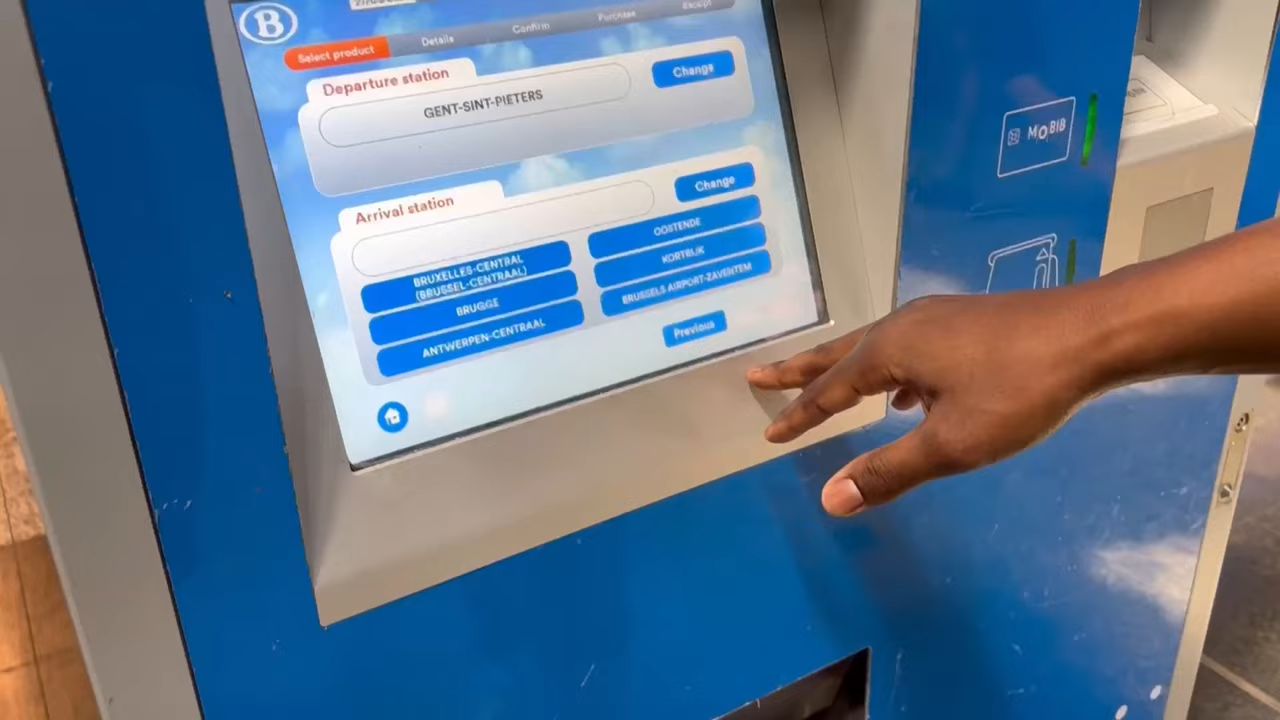 B
Select product
Details
Confirm
Purchase
Receipt
Departure station
Change
GENT-SINT-PIETERS
Arrival station
Change
BRUXELLES-CENTRAL
(BRUSSEL-CENTRAAL)
OOSTENDE
BRUGGE
KORTRIJK
ANTWERPEN-CENTRAAL
BRUSSELS AIRPORT-ZAVENTEM
Previous
MOBIB